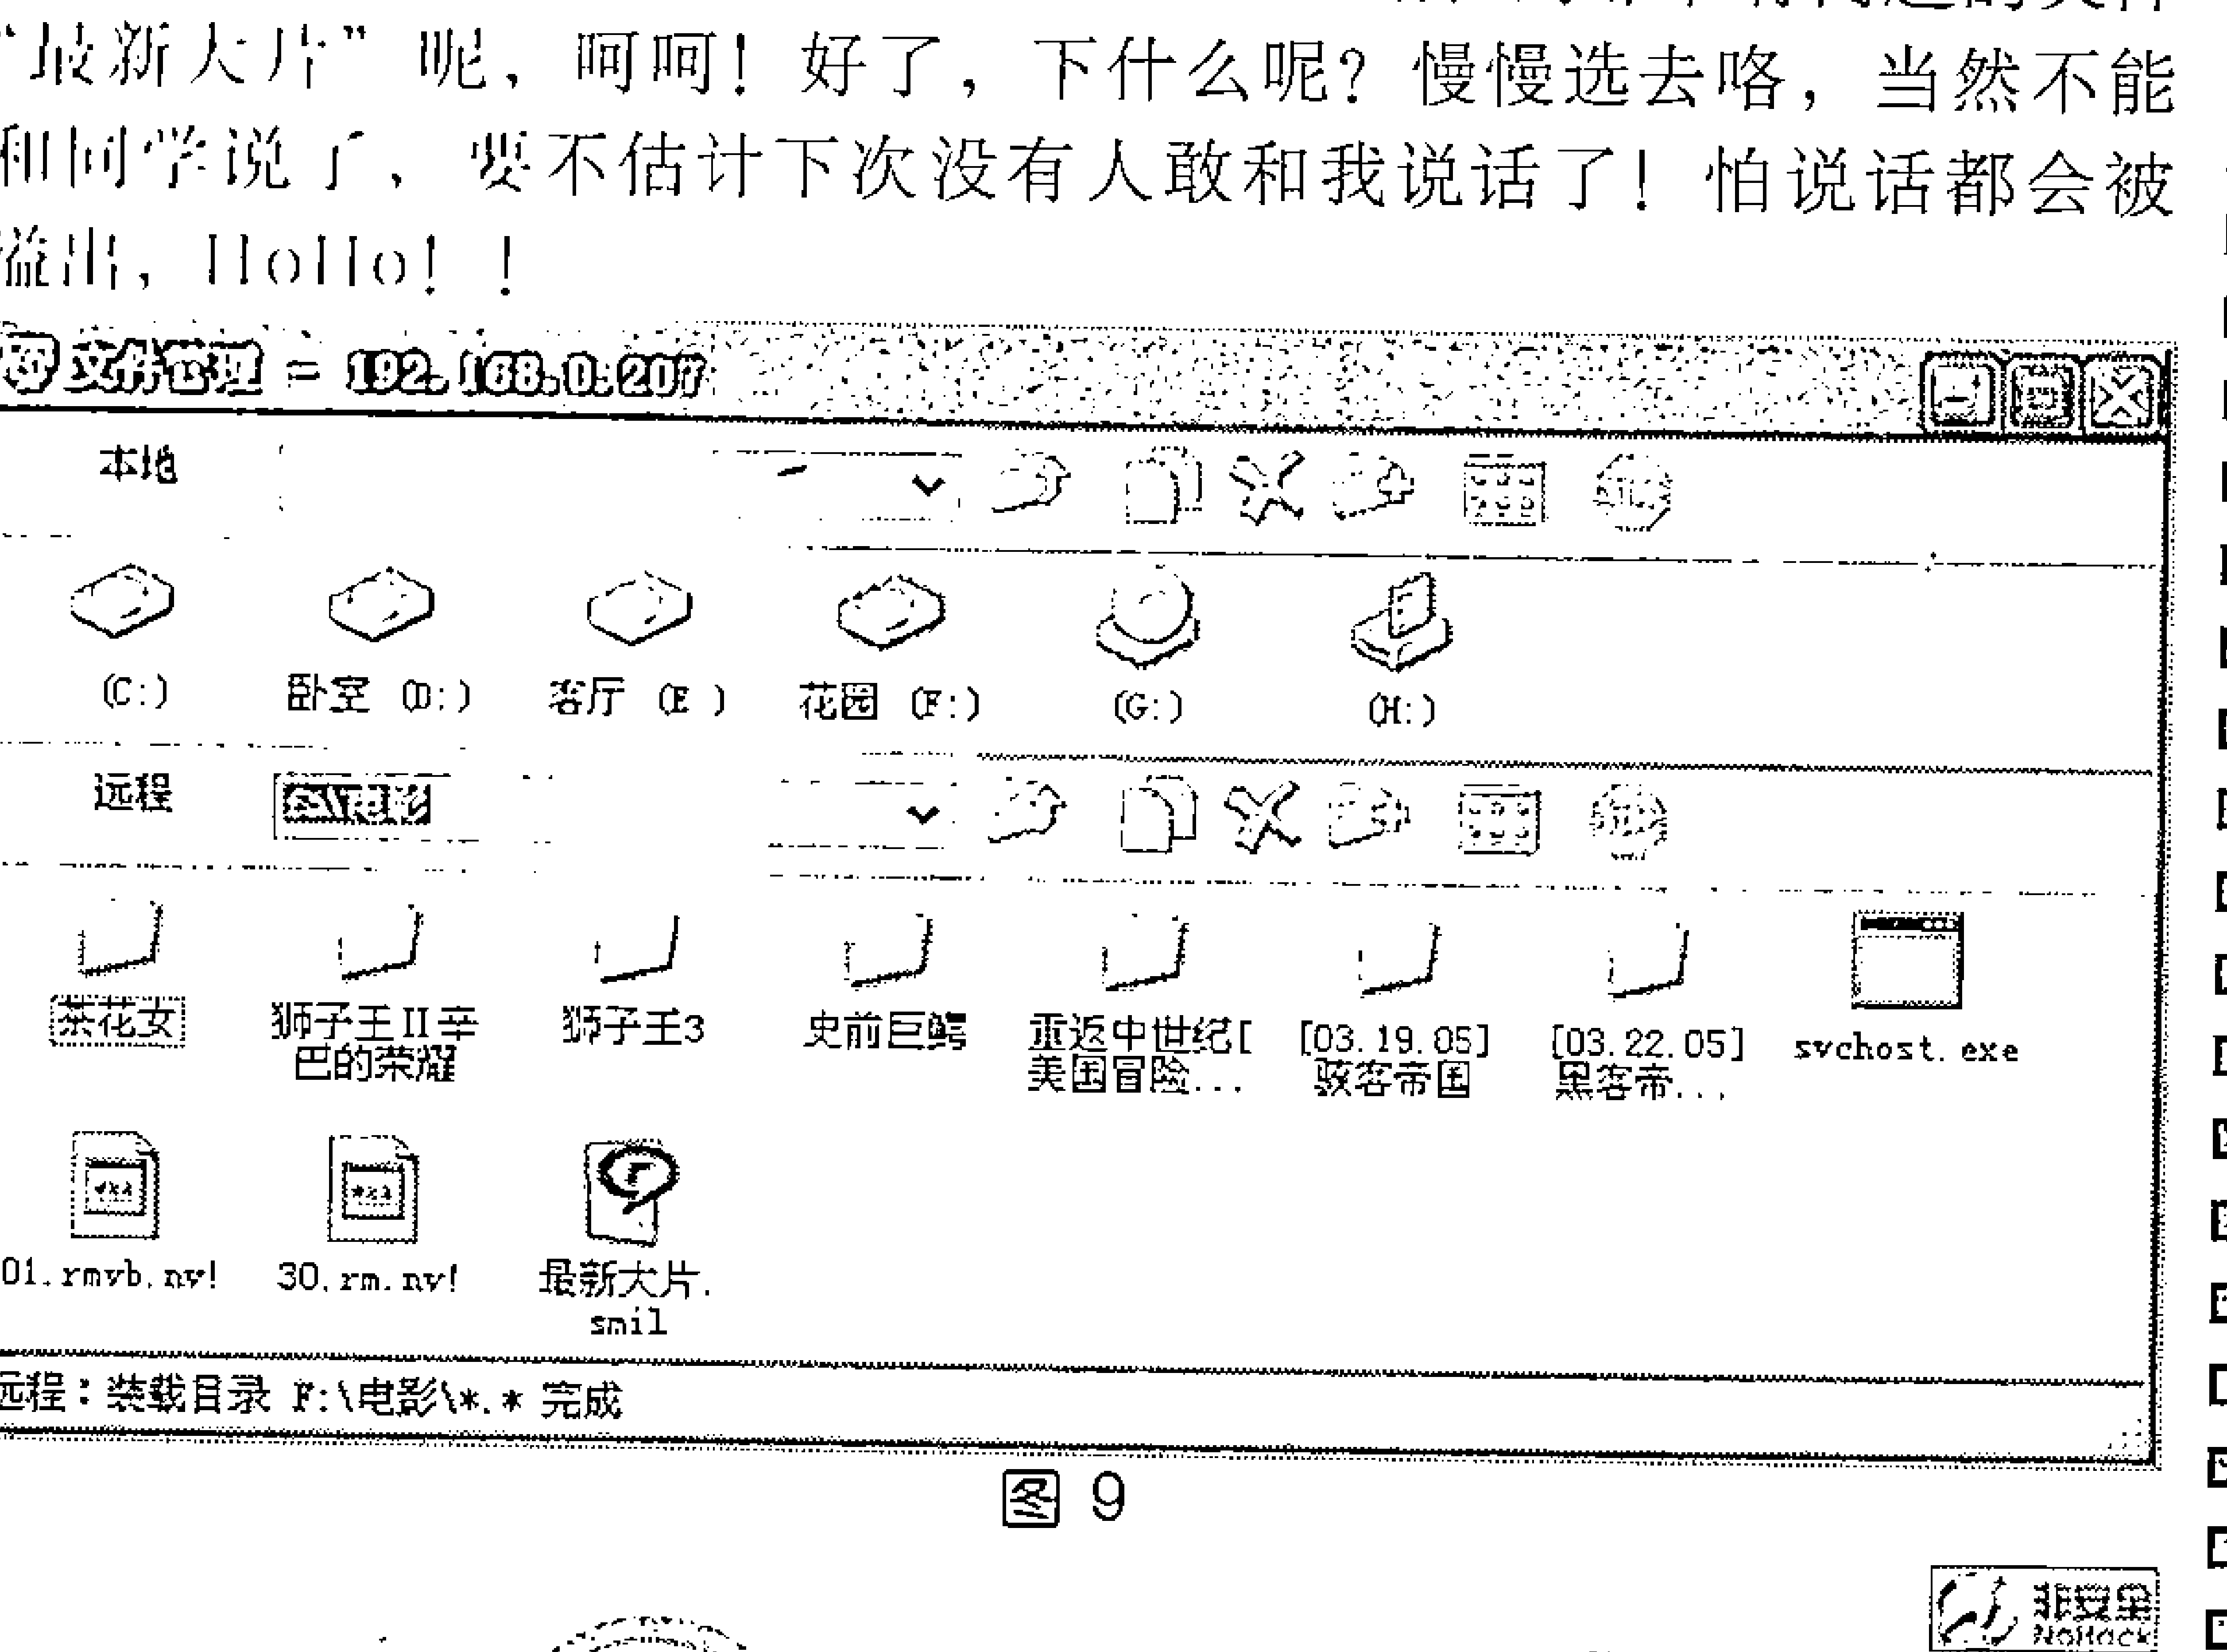 “最新大片”呢，呵呵！好了，下什么呢？慢慢选去咯，当然不能
和同学说了，要不估计下次没有人敢和我说话了！怕说话都会被
溢出，HoHo！！
文件管理 = 192.168.0.207
本地
(C:) 卧室 (D:) 客厅 (E ) 花园 (F:) (G:) (H:)
远程 F:\电影
茶花女 狮子王II辛 狮子王3 史前巨鳄 重返中世纪[ [03.19.05] [03.22.05] svchost.exe
巴的荣耀 美国冒险... 骇客帝国 黑客帝...
01.rmvb.nv! 30.rm.nv! 最新大片.
smil
远程：装载目录 F:\电影\*.* 完成
图 9
非安全
NoHack